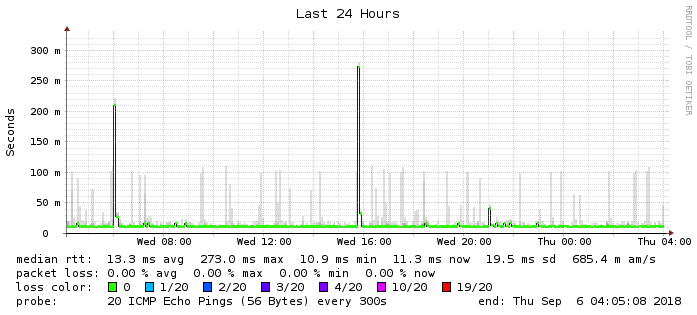 Last 24 Hours
RRDTOOL / TOBI OETIKER
Seconds
300 m
250 m
200 m
150 m
100 m
50 m
0
Wed 08:00 Wed 12:00 Wed 16:00 Wed 20:00 Thu 00:00 Thu 04:00
median rtt: 13.3 ms avg 273.0 ms max 10.9 ms min 11.3 ms now 19.5 ms sd 685.4 m am/s
packet loss: 0.00 % avg 0.00 % max 0.00 % min 0.00 % now
loss color: 0 1/20 2/20 3/20 4/20 10/20 19/20
probe: 20 ICMP Echo Pings (56 Bytes) every 300s end: Thu Sep 6 04:05:08 2018